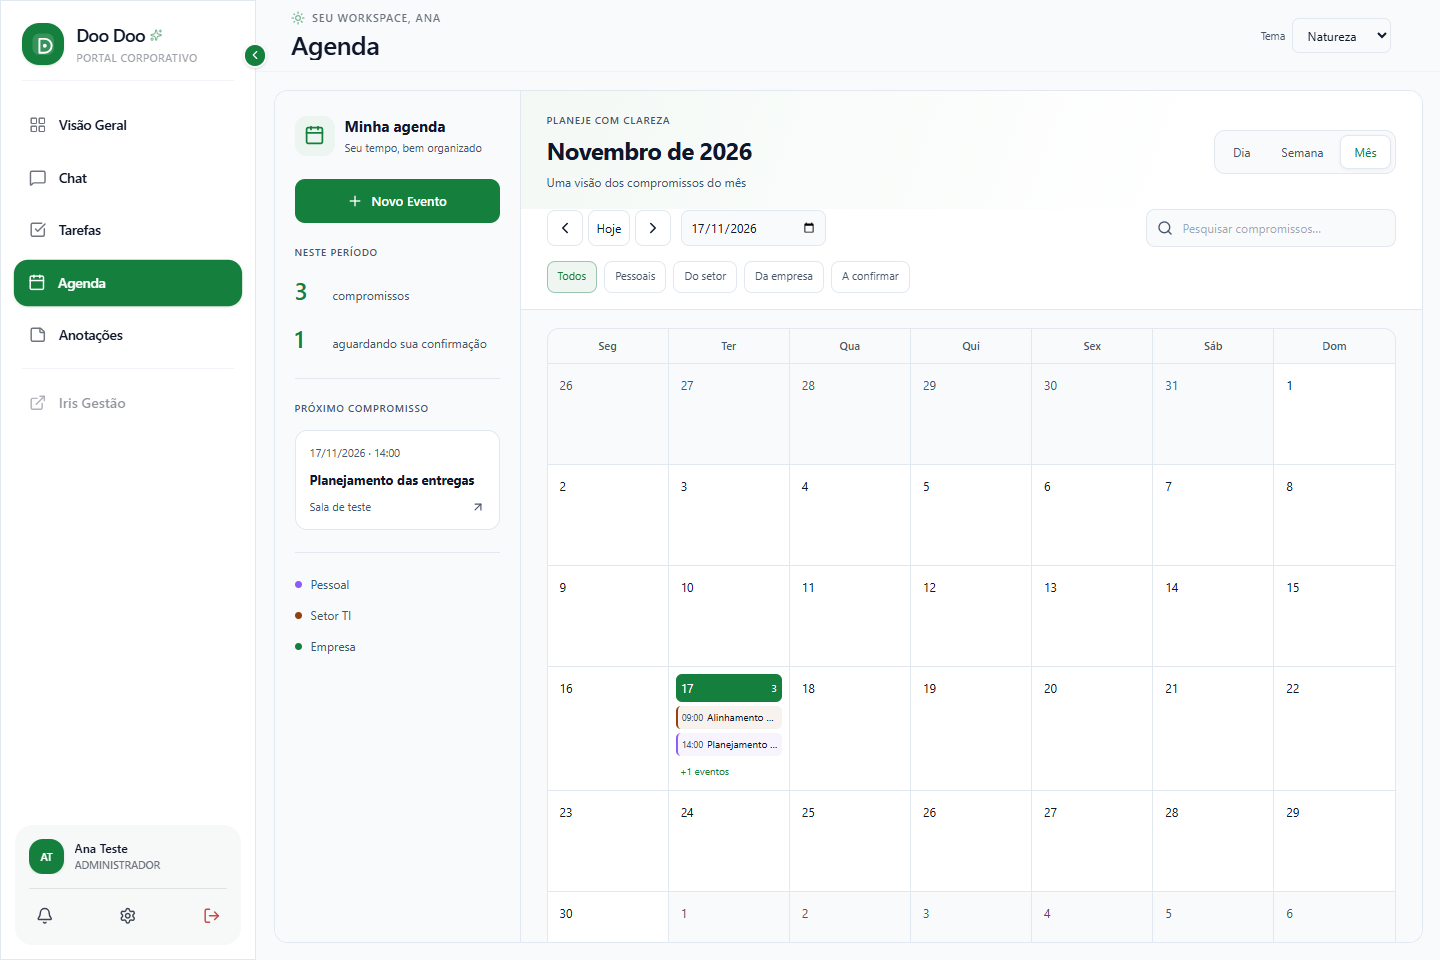 Doo Doo
PORTAL CORPORATIVO
Visão Geral
Chat
Tarefas
Agenda
Anotações
Iris Gestão
AT
Ana Teste
ADMINISTRADOR
SEU WORKSPACE, ANA
Agenda
Tema
Natureza
Minha agenda
Seu tempo, bem organizado
+ Novo Evento
NESTE PERÍODO
3 compromissos
1 aguardando sua confirmação
PRÓXIMO COMPROMISSO
17/11/2026 · 14:00
Planejamento das entregas
Sala de teste
Pessoal
Setor TI
Empresa
PLANEJE COM CLAREZA
Novembro de 2026
Uma visão dos compromissos do mês
Dia Semana Mês
Hoje 17/11/2026
Pesquisar compromissos...
Todos Pessoais Do setor Da empresa A confirmar
Seg Ter Qua Qui Sex Sáb Dom
26 27 28 29 30 31 1
2 3 4 5 6 7 8
9 10 11 12 13 14 15
16 17 3 18 19 20 21 22
09:00 Alinhamento ...
14:00 Planejamento ...
+1 eventos
23 24 25 26 27 28 29
30 1 2 3 4 5 6